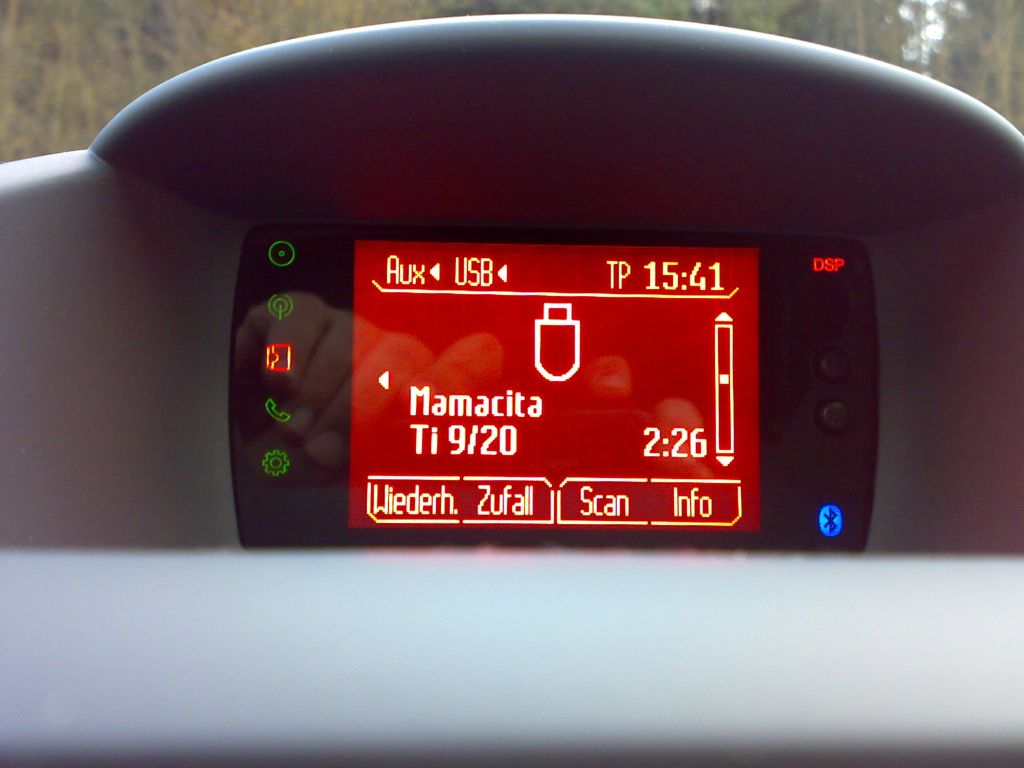 Aux USB TP 15:41
DSP
Mamacita
Ti 9/20 2:26
Wiederh. Zufall Scan Info